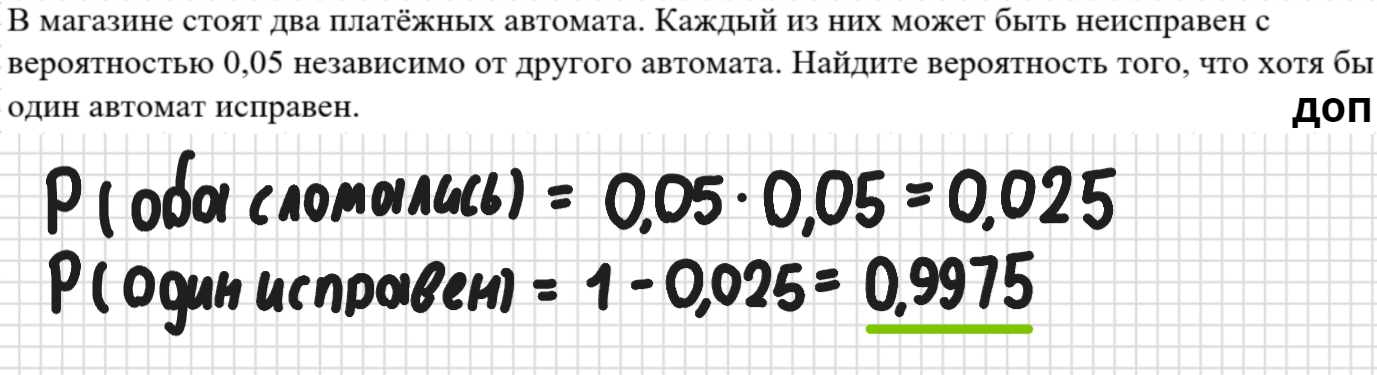 В магазине стоят два платёжных автомата. Каждый из них может быть неисправен с
вероятностью 0,05 независимо от другого автомата. Найдите вероятность того, что хотя бы
один автомат исправен.
доп
P(оба сломались) = 0,05 · 0,05 = 0,025
P(один исправен) = 1 - 0,025 = 0,9975